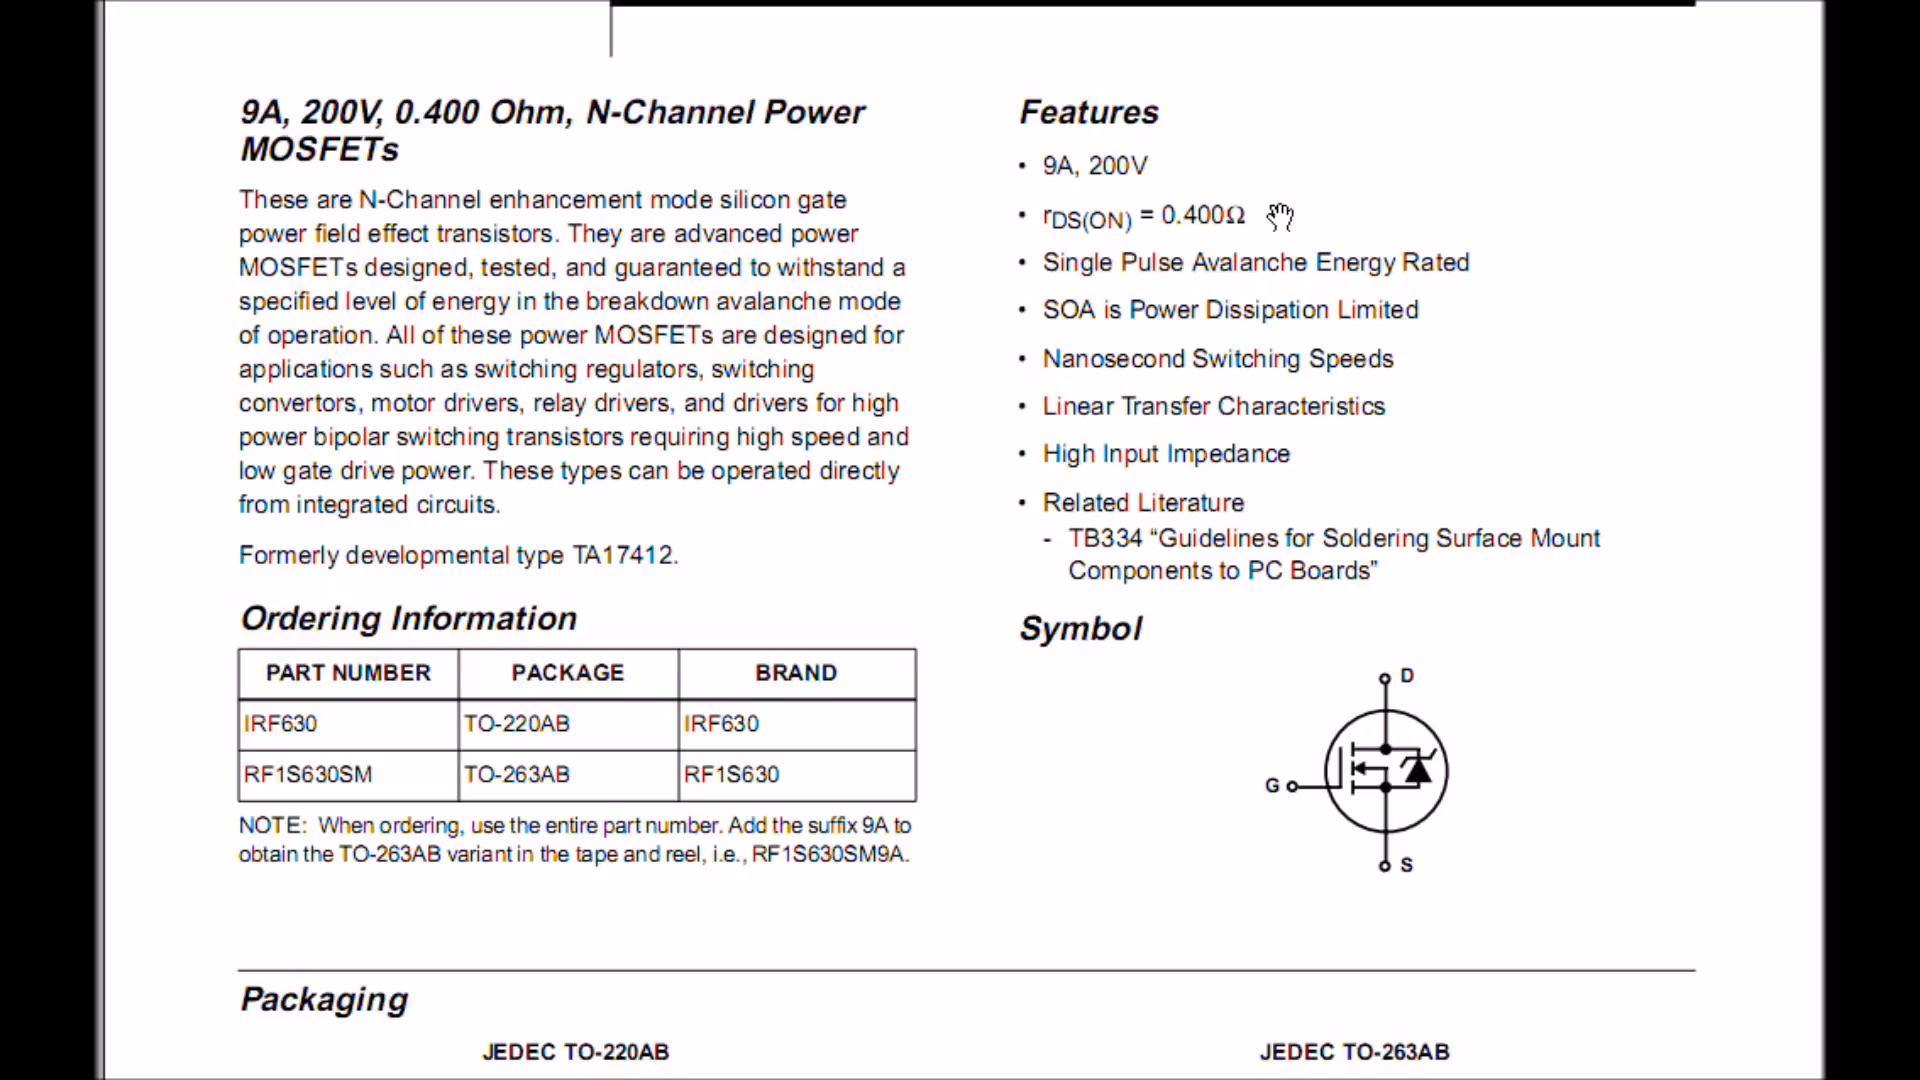 9A, 200V, 0.400 Ohm, N-Channel Power
MOSFETs
These are N-Channel enhancement mode silicon gate
power field effect transistors. They are advanced power
MOSFETs designed, tested, and guaranteed to withstand a
specified level of energy in the breakdown avalanche mode
of operation. All of these power MOSFETs are designed for
applications such as switching regulators, switching
convertors, motor drivers, relay drivers, and drivers for high
power bipolar switching transistors requiring high speed and
low gate drive power. These types can be operated directly
from integrated circuits.
Formerly developmental type TA17412.
Ordering Information
PART NUMBER PACKAGE BRAND
IRF630 TO-220AB IRF630
RF1S630SM TO-263AB RF1S630
NOTE: When ordering, use the entire part number. Add the suffix 9A to
obtain the TO-263AB variant in the tape and reel, i.e., RF1S630SM9A.
Features
• 9A, 200V
• rDS(ON) = 0.400Ω
• Single Pulse Avalanche Energy Rated
• SOA is Power Dissipation Limited
• Nanosecond Switching Speeds
• Linear Transfer Characteristics
• High Input Impedance
• Related Literature
- TB334 “Guidelines for Soldering Surface Mount
Components to PC Boards”
Symbol
D
G
S
Packaging
JEDEC TO-220AB
JEDEC TO-263AB